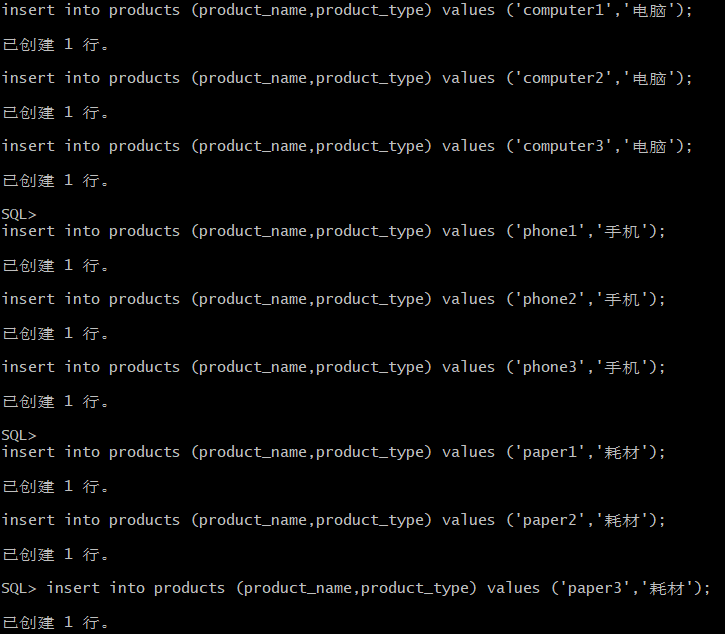 insert into products (product_name,product_type) values ('computer1','电脑');
已创建 1 行。
insert into products (product_name,product_type) values ('computer2','电脑');
已创建 1 行。
insert into products (product_name,product_type) values ('computer3','电脑');
已创建 1 行。
SQL>
insert into products (product_name,product_type) values ('phone1','手机');
已创建 1 行。
insert into products (product_name,product_type) values ('phone2','手机');
已创建 1 行。
insert into products (product_name,product_type) values ('phone3','手机');
已创建 1 行。
SQL>
insert into products (product_name,product_type) values ('paper1','耗材');
已创建 1 行。
insert into products (product_name,product_type) values ('paper2','耗材');
已创建 1 行。
SQL> insert into products (product_name,product_type) values ('paper3','耗材');
已创建 1 行。